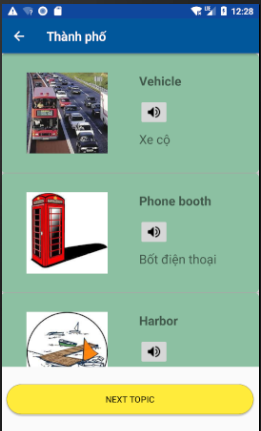 12:28
Thành phố
Vehicle
Xe cộ
Phone booth
Bốt điện thoại
Harbor
NEXT TOPIC